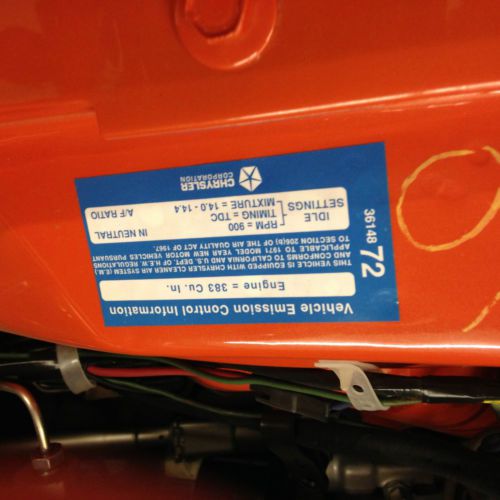 Vehicle Emission Control Information
Engine = 383 Cu. In.
THIS VEHICLE IS EQUIPPED WITH CHRYSLER CLEANER AIR SYSTEM (E.M.)
AND CONFORMS TO U.S. AND CALIFORNIA DEPT. OF H.E.W. REGULATIONS
APPLICABLE TO 1971 MODEL NEW YEAR MOTOR VEHICLES PURSUANT
TO SECTION 206(b) OF THE AIR QUALITY ACT OF 1967.
IDLE SETTINGS
RPM = 900 IN NEUTRAL
TIMING = TDC
MIXTURE = 14.0-14.4 A/F RATIO
CHRYSLER
CORPORATION
36148 72